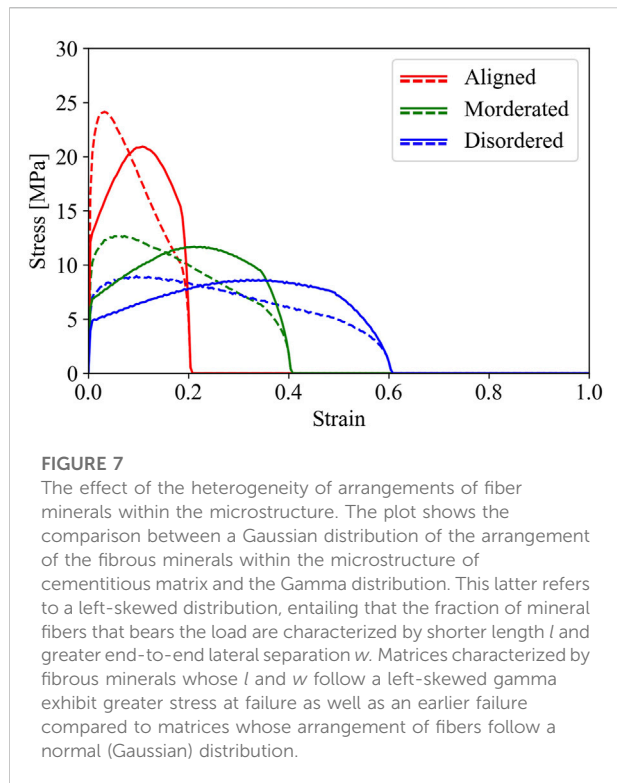 30
25
20
15
10
5
0
Stress [MPa]
Aligned
Morderated
Disordered
0.0 0.2 0.4 0.6 0.8 1.0
Strain
FIGURE 7
The effect of the heterogeneity of arrangements of fiber
minerals within the microstructure. The plot shows the
comparison between a Gaussian distribution of the arrangement
of the fibrous minerals within the microstructure of
cementitious matrix and the Gamma distribution. This latter refers
to a left-skewed distribution, entailing that the fraction of mineral
fibers that bears the load are characterized by shorter length l and
greater end-to-end lateral separation w. Matrices characterized by
fibrous minerals whose l and w follow a left-skewed gamma
exhibit greater stress at failure as well as an earlier failure
compared to matrices whose arrangement of fibers follow a
normal (Gaussian) distribution.